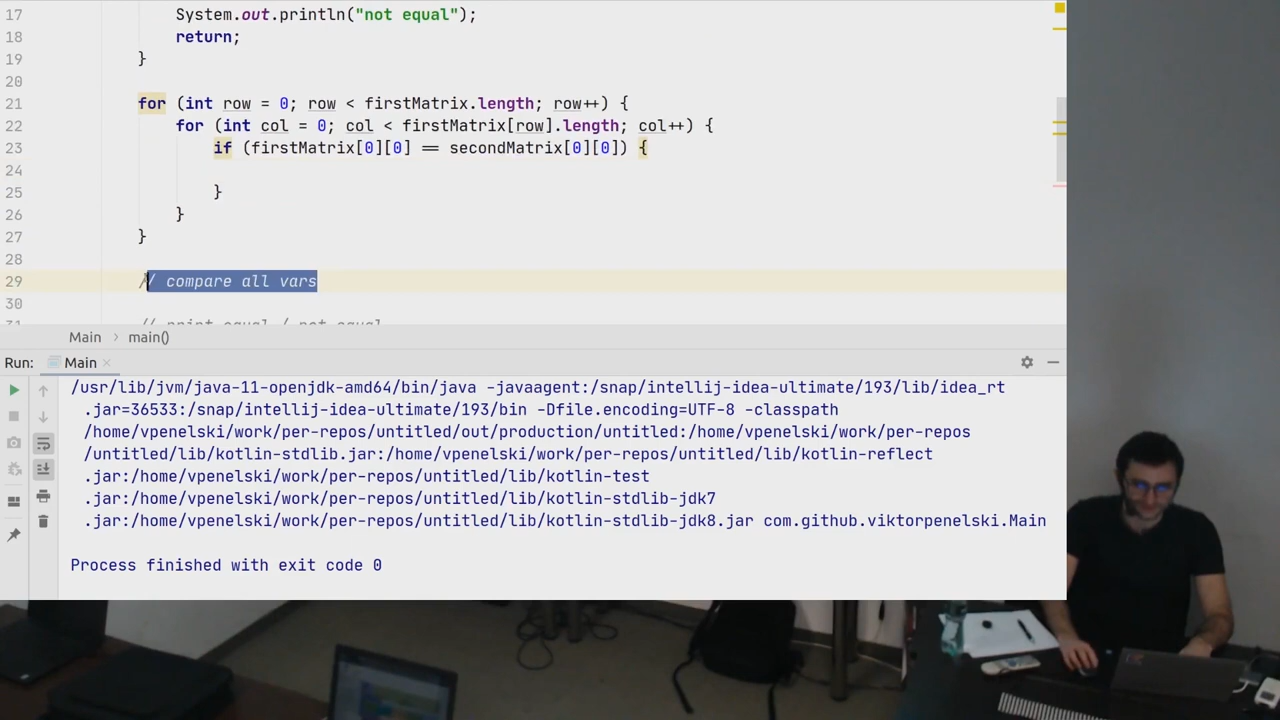 17 System.out.println("not equal");
18 return;
19 }
20
21 for (int row = 0; row < firstMatrix.length; row++) {
22 for (int col = 0; col < firstMatrix[row].length; col++) {
23 if (firstMatrix[0][0] == secondMatrix[0][0]) {
24
25 }
26 }
27 }
28
29 // compare all vars
30
31 // print equal / not equal
Main > main()
Run: Main ×
/usr/lib/jvm/java-11-openjdk-amd64/bin/java -javaagent:/snap/intellij-idea-ultimate/193/lib/idea_rt
.jar=36533:/snap/intellij-idea-ultimate/193/bin -Dfile.encoding=UTF-8 -classpath
/home/vpenelski/work/per-repos/untitled/out/production/untitled:/home/vpenelski/work/per-repos
/untitled/lib/kotlin-stdlib.jar:/home/vpenelski/work/per-repos/untitled/lib/kotlin-reflect
.jar:/home/vpenelski/work/per-repos/untitled/lib/kotlin-test
.jar:/home/vpenelski/work/per-repos/untitled/lib/kotlin-stdlib-jdk7
.jar:/home/vpenelski/work/per-repos/untitled/lib/kotlin-stdlib-jdk8.jar com.github.viktorpenelski.Main
Process finished with exit code 0